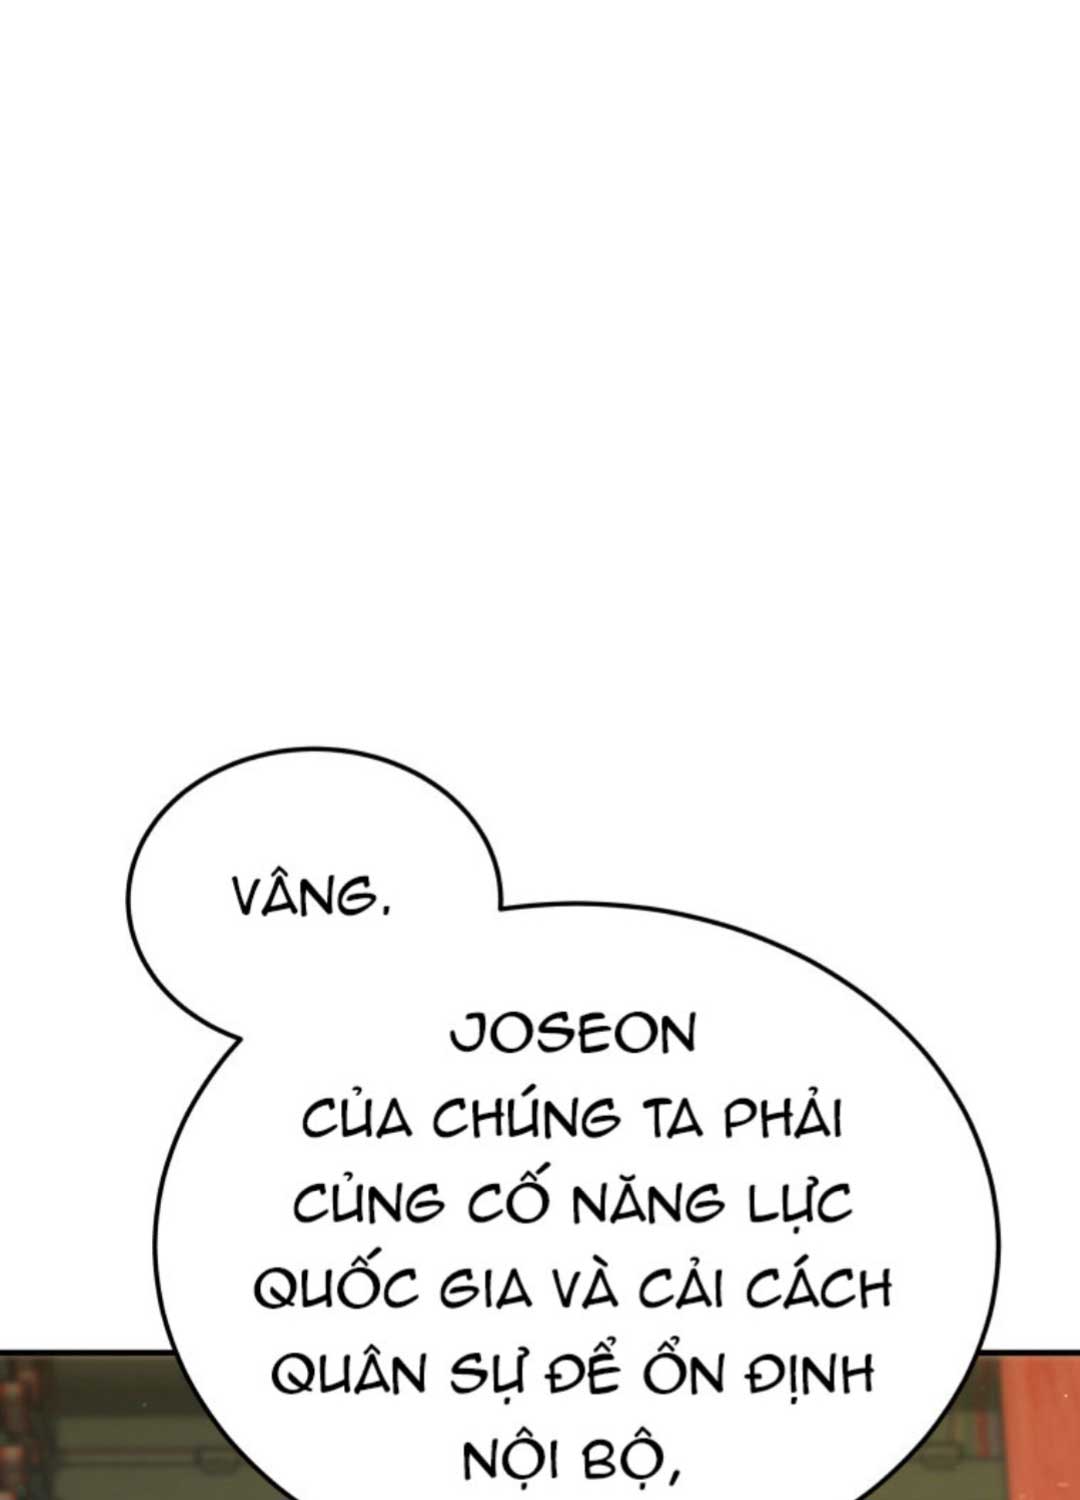 VÂNG.
JOSEON
CỦA CHÚNG TA PHẢI
CỦNG CỐ NĂNG LỰC
QUỐC GIA VÀ CẢI CÁCH
QUÂN SỰ ĐỂ ỔN ĐỊNH
NỘI BỘ,